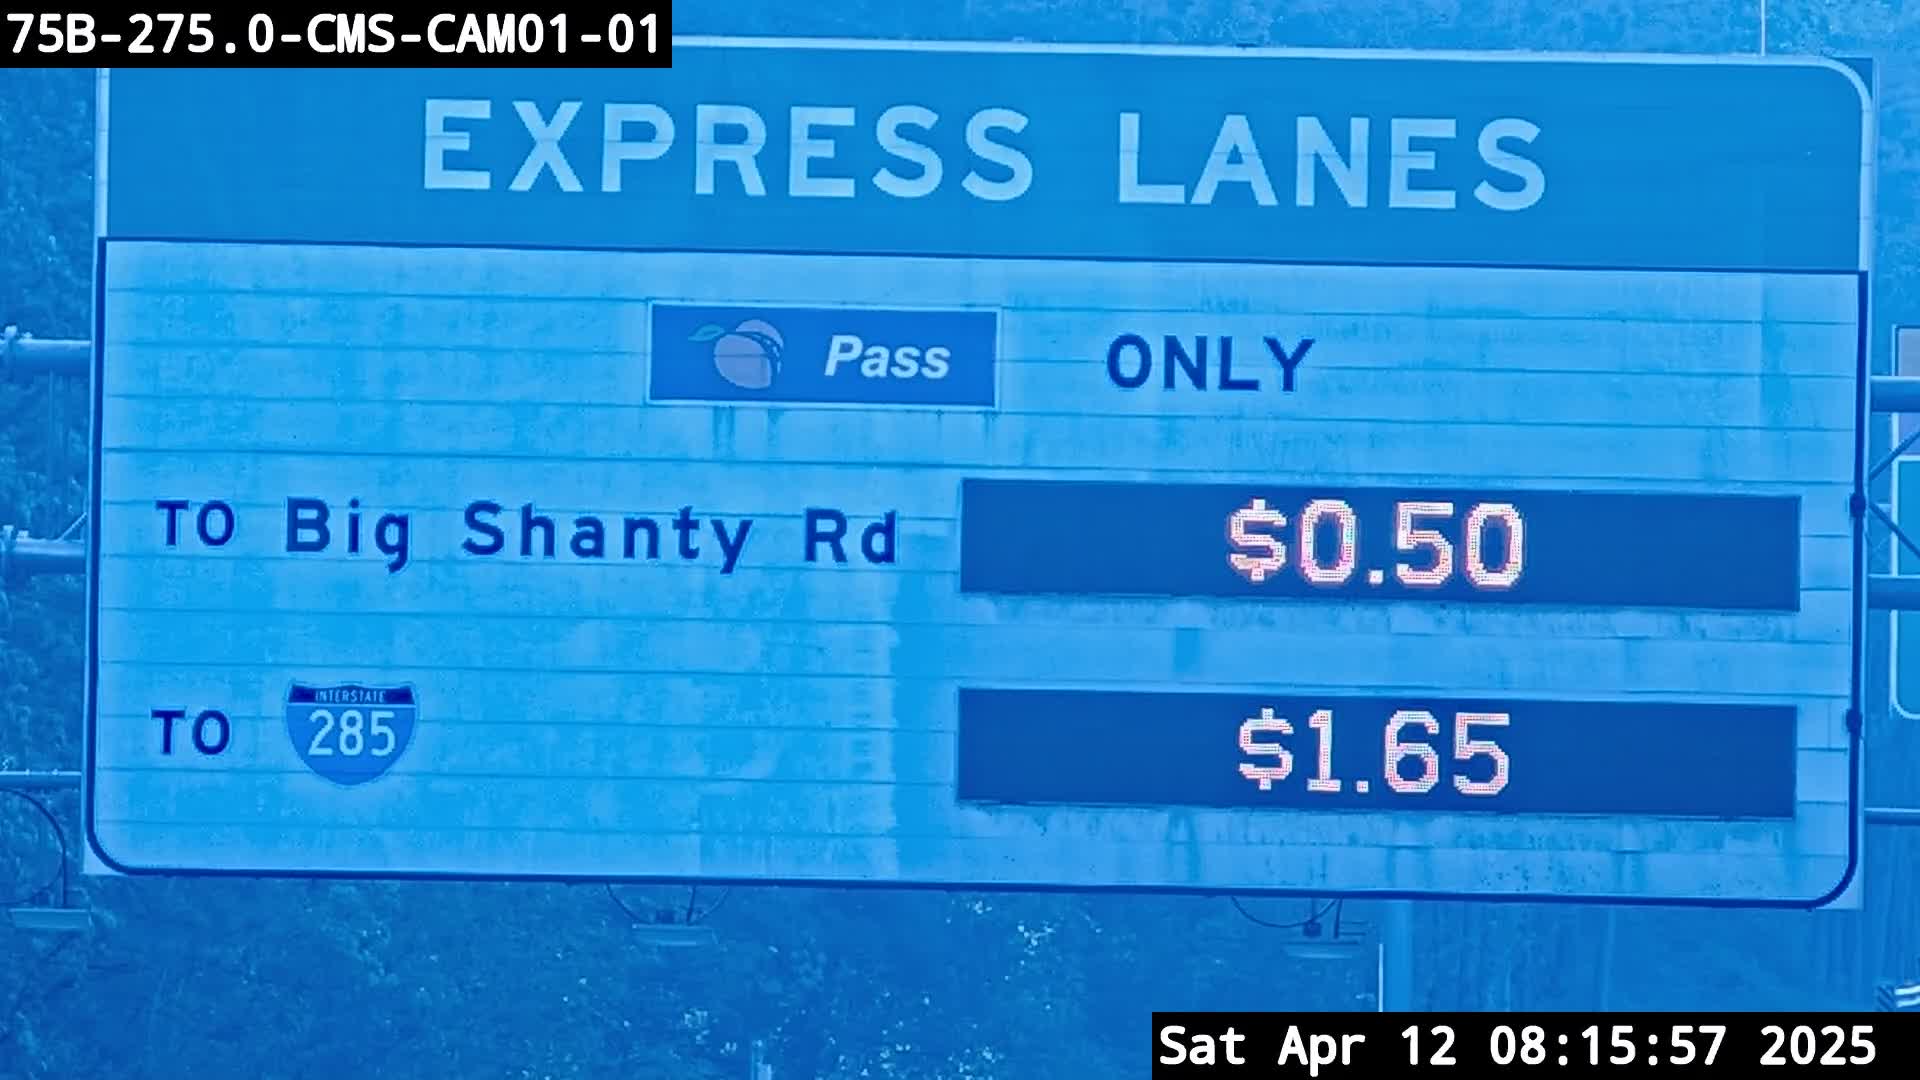 75B-275.0-CMS-CAM01-01
EXPRESS LANES
Pass ONLY
TO Big Shanty Rd $0.50
TO INTERSTATE 285 $1.65
Sat Apr 12 08:15:57 2025